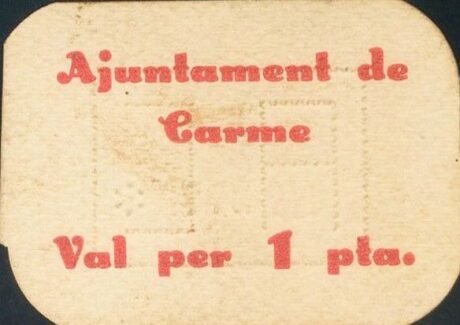 Ajuntament de
Carme
Val per 1 pta.